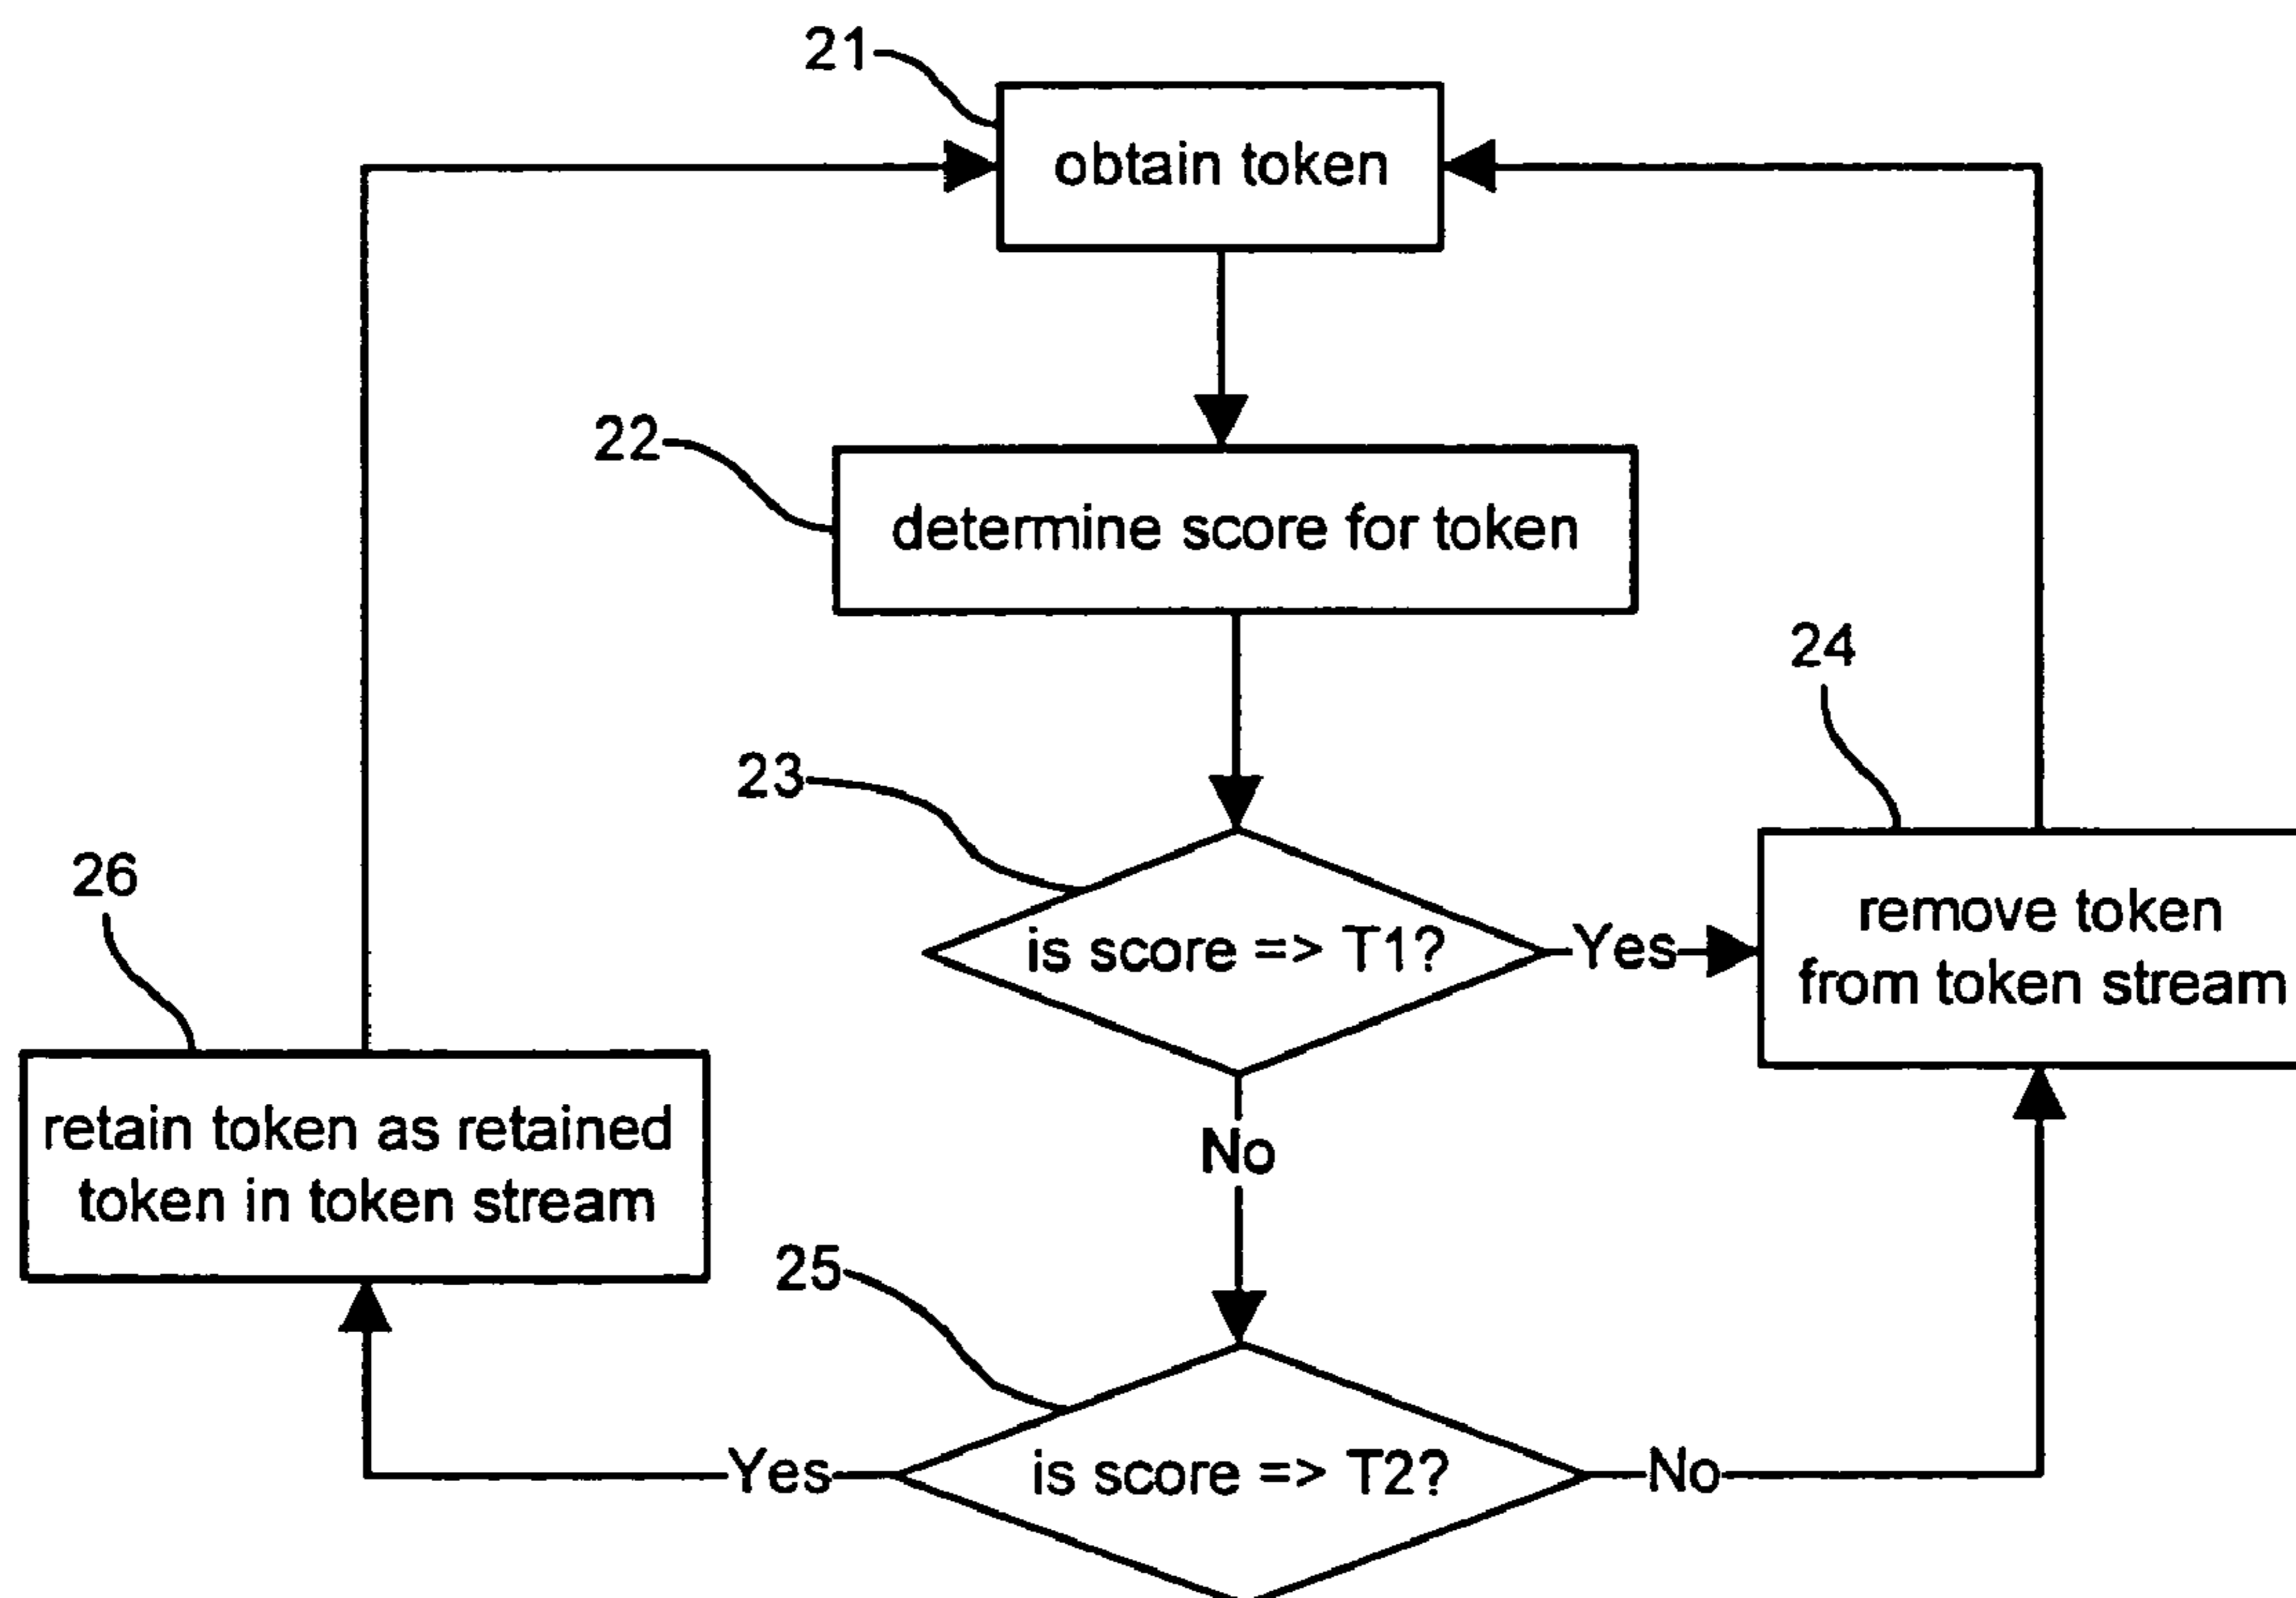 21
obtain token
22
determine score for token
24
23
26
is score => T1?
Yes
remove token
from token stream
retain token as retained
token in token stream
No
25
is score => T2?
Yes
No